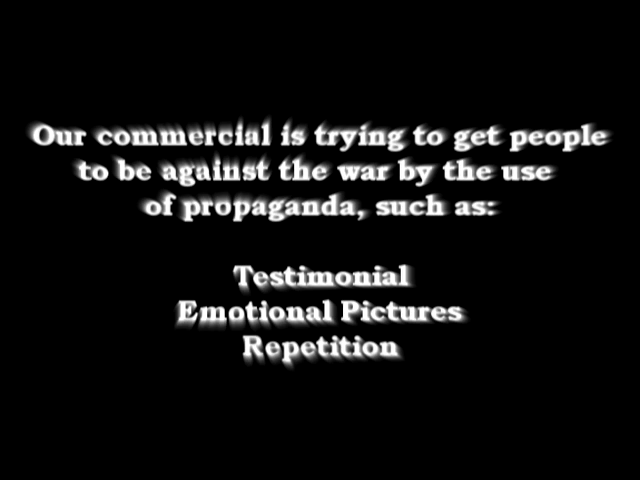 Our commercial is trying to get people
to be against the war by the use
of propaganda, such as:
Testimonial
Emotional Pictures
Repetition